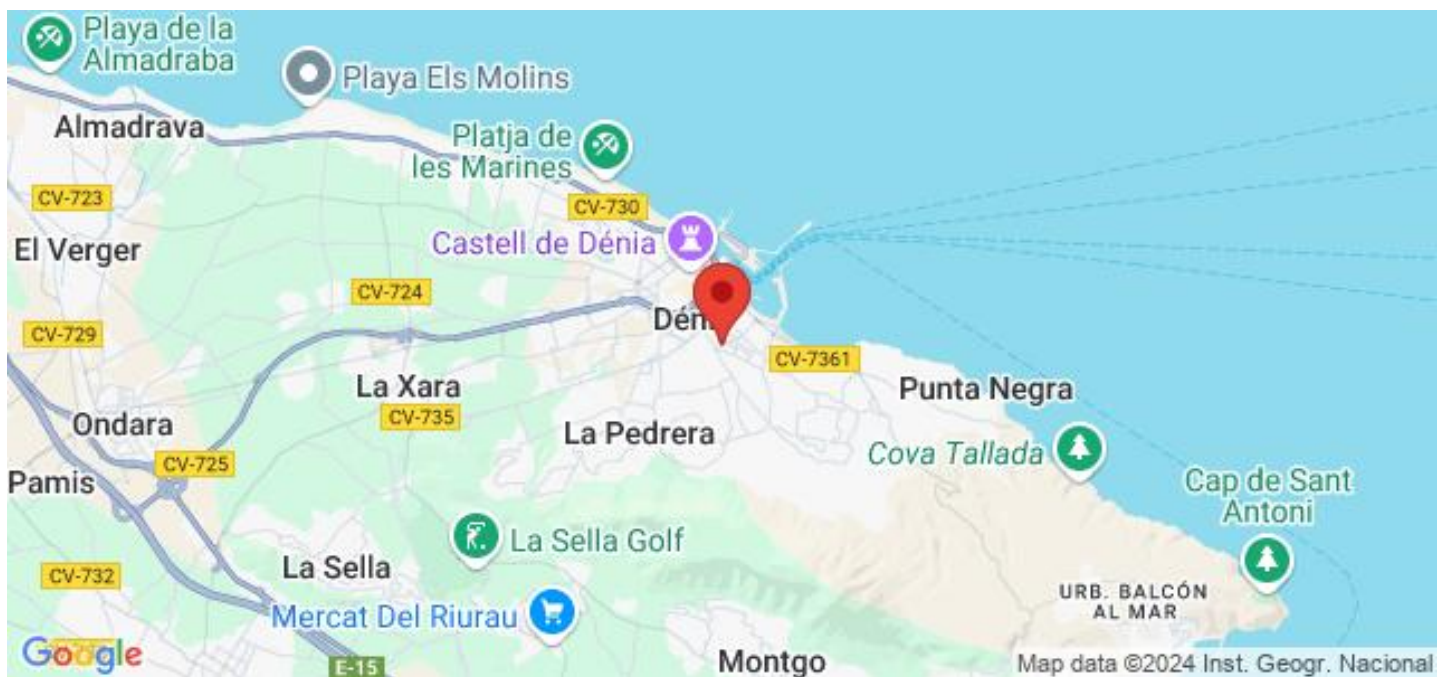 Playa de la
Almadraba
Playa Els Molins
Almadrava
Platja de
les Marines
CV-723
CV-730
El Verger
Castell de Dénia
CV-724
CV-729
CV-7361
La Xara
Punta Negra
CV-735
Ondara
La Pedrera
Cova Tallada
CV-725
Pamis
Cap de Sant
Antoni
La Sella Golf
La Sella
CV-732
URB. BALCÓN
AL MAR
Mercat Del Riurau
Google
E-15
Montgo
Map data ©2024 Inst. Geogr. Nacional